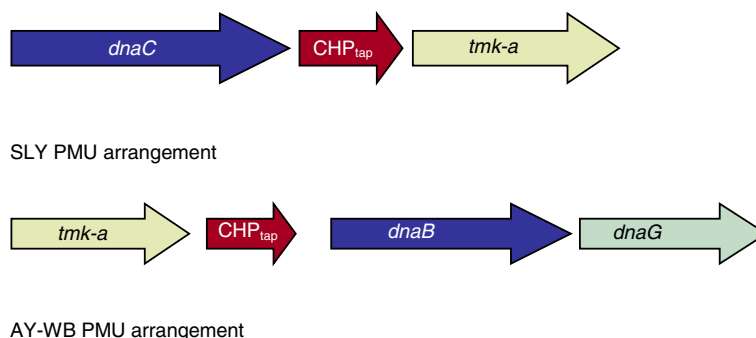 dnaC CHPtap tmk-a
SLY PMU arrangement
tmk-a CHPtap dnaB dnaG
AY-WB PMU arrangement